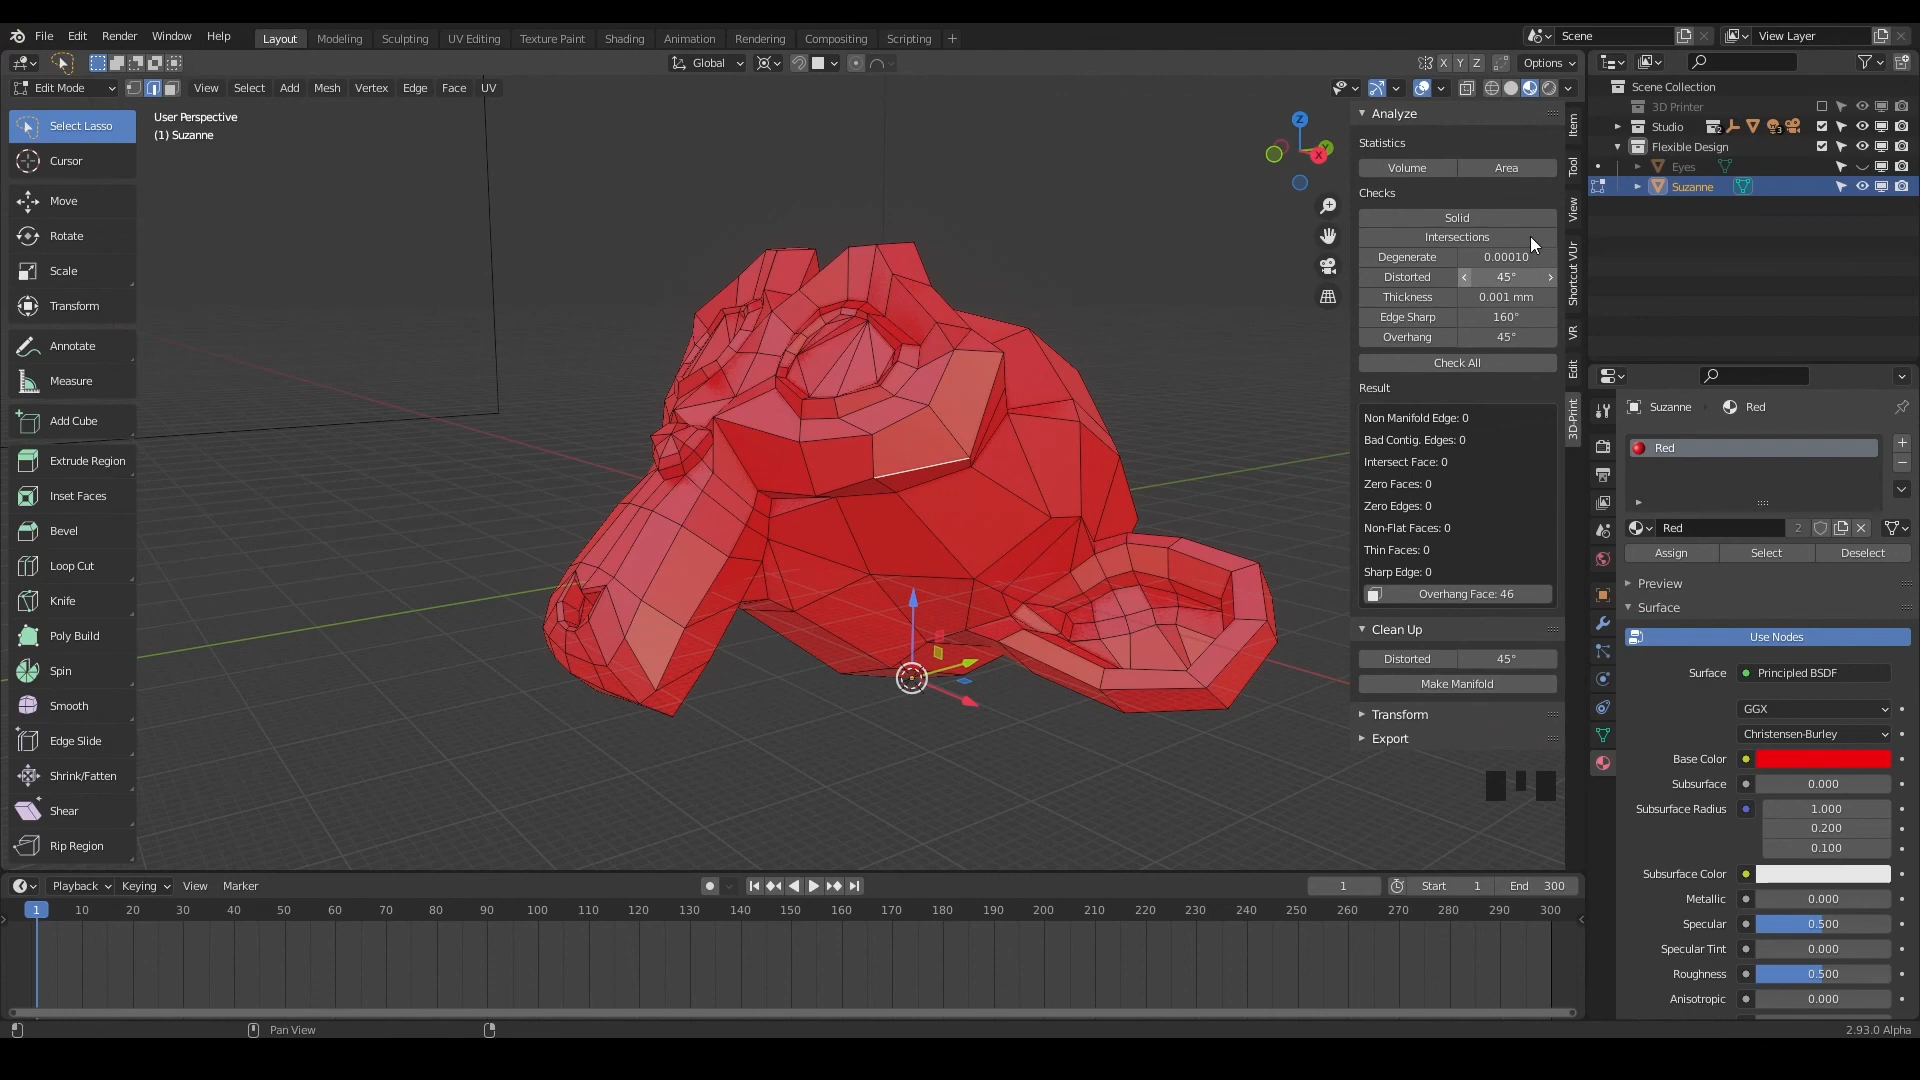 File Edit Render Window Help Layout Modeling Sculpting UV Editing Texture Paint Shading Animation Rendering Compositing Scripting + Scene View Layer
Global X Y Z Options
Edit Mode View Select Add Mesh Vertex Edge Face UV
User Perspective
(1) Suzanne
Select Lasso
Cursor
Move
Rotate
Scale
Transform
Annotate
Measure
Add Cube
Extrude Region
Inset Faces
Bevel
Loop Cut
Knife
Poly Build
Spin
Smooth
Edge Slide
Shrink/Fatten
Shear
Rip Region
Z
Y
X
Analyze
Statistics
Volume Area
Checks
Solid
Intersections
Degenerate 0.00010
Distorted 45°
Thickness 0.001 mm
Edge Sharp 160°
Overhang 45°
Check All
Result
Non Manifold Edge: 0
Bad Contig. Edges: 0
Intersect Face: 0
Zero Faces: 0
Zero Edges: 0
Non-Flat Faces: 0
Thin Faces: 0
Sharp Edge: 0
Overhang Face: 46
Clean Up
Distorted 45°
Make Manifold
Transform
Export
Item
Tool
View
Shortcut VUr
VR
Edit
3D-Print
Scene Collection
3D Printer
Studio 2 3
Flexible Design
Eyes
Suzanne
Suzanne Red
Red
Red 2
Assign Select Deselect
Preview
Surface
Use Nodes
Surface Principled BSDF
GGX
Christensen-Burley
Base Color
Subsurface 0.000
Subsurface Radius 1.000
0.200
0.100
Subsurface Color
Metallic 0.000
Specular 0.500
Specular Tint 0.000
Roughness 0.500
Anisotropic 0.000
Playback Keying View Marker 1 Start 1 End 300
1 10 20 30 40 50 60 70 80 90 100 110 120 130 140 150 160 170 180 190 200 210 220 230 240 250 260 270 280 290 300
Pan View 2.93.0 Alpha